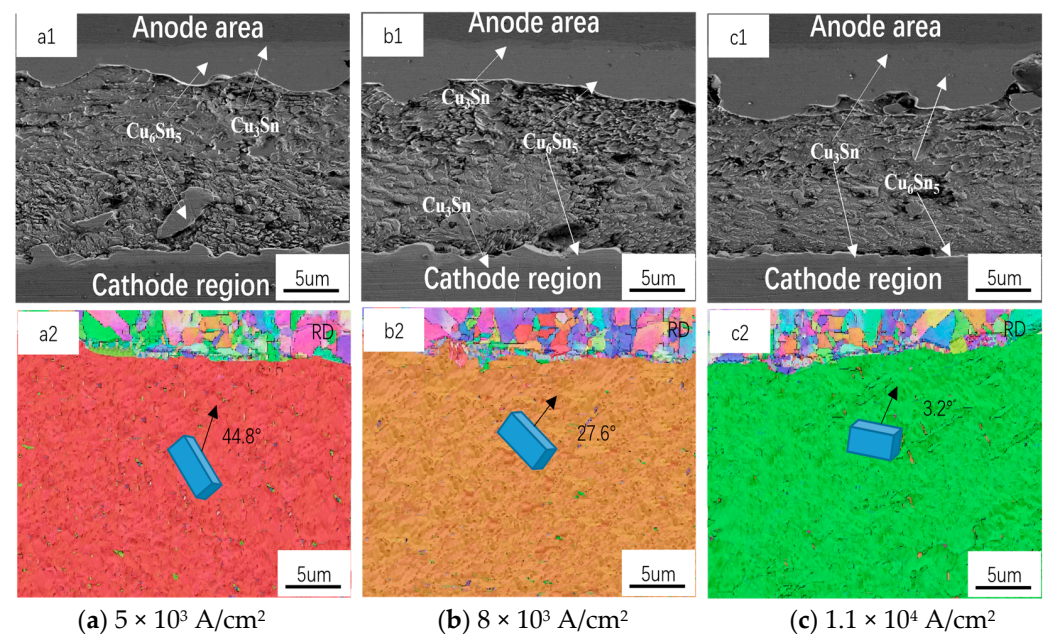 a1
Anode area
Cu₆Sn₅
Cu₃Sn
Cathode region
5um
b1
Anode area
Cu₃Sn
Cu₆Sn₅
Cu₃Sn
Cathode region
5um
c1
Anode area
Cu₃Sn
Cu₆Sn₅
Cathode region
5um
a2
RD
44.8°
5um
b2
RD
27.6°
5um
c2
RD
3.2°
5um
(a) 5 × 10³ A/cm²
(b) 8 × 10³ A/cm²
(c) 1.1 × 10⁴ A/cm²